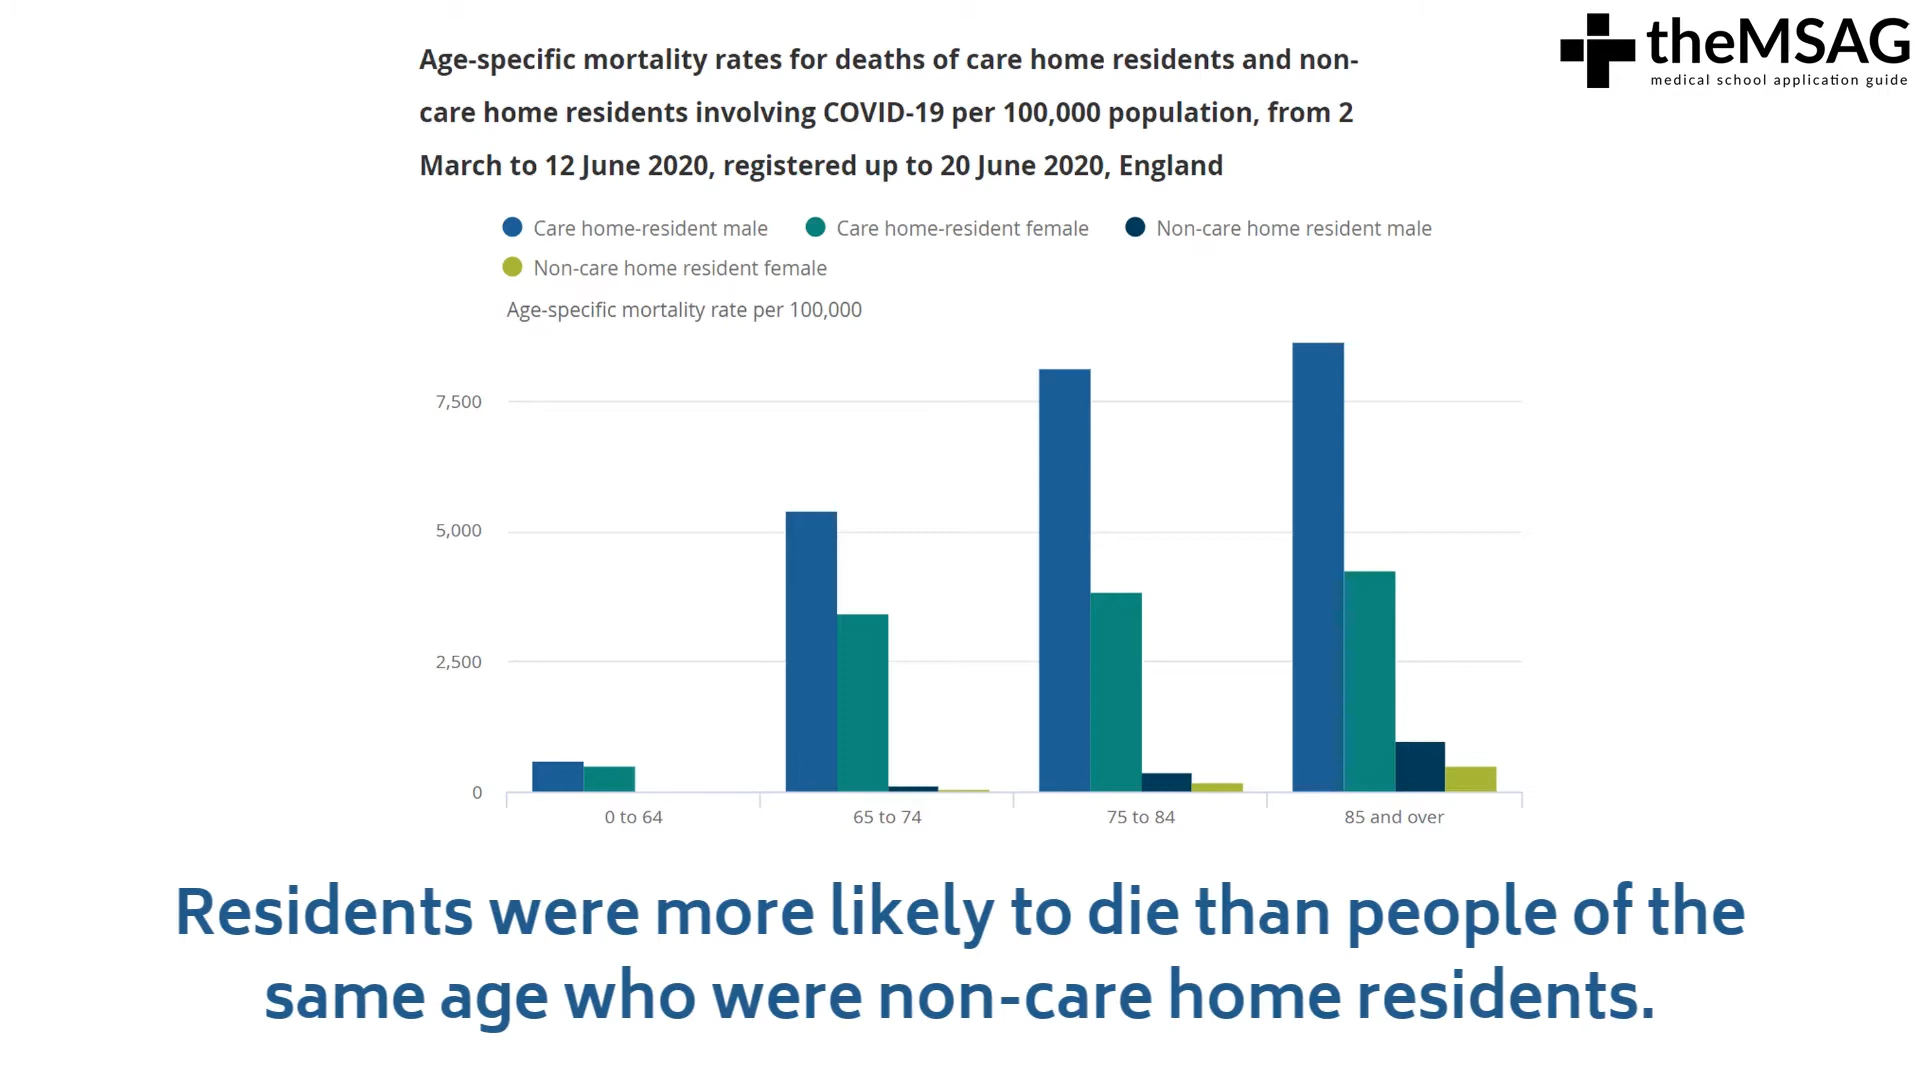 theMSAG
medical school application guide
Age-specific mortality rates for deaths of care home residents and non-
care home residents involving COVID-19 per 100,000 population, from 2
March to 12 June 2020, registered up to 20 June 2020, England
Care home-resident male Care home-resident female Non-care home resident male
Non-care home resident female
Age-specific mortality rate per 100,000
7,500
5,000
2,500
0
0 to 64 65 to 74 75 to 84 85 and over
Residents were more likely to die than people of the
same age who were non-care home residents.